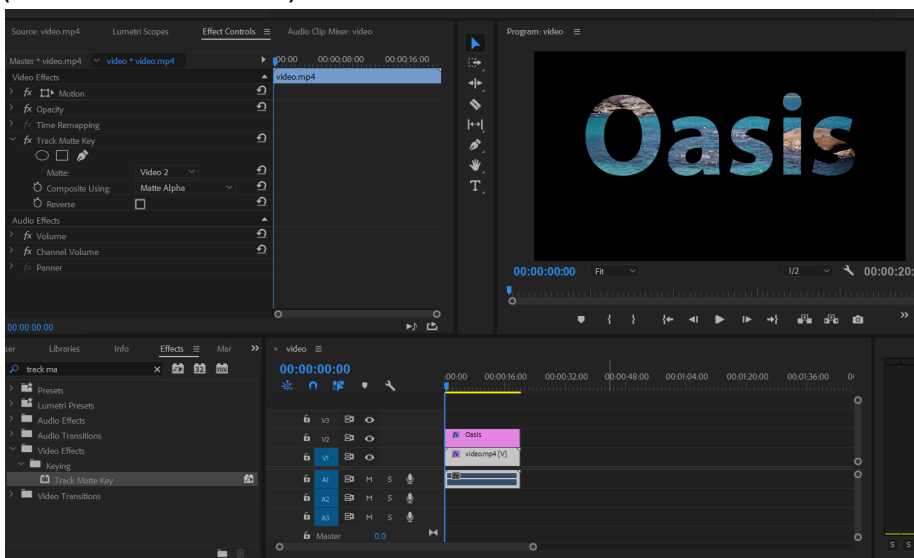 Source: video.mp4 Lumetri Scopes Effect Controls Audio Clip Mixer: video
Master * video.mp4 video * video.mp4
00:00 00:00:08:00 00:00:16:00
video.mp4
Video Effects
fx Motion
fx Opacity
fx Time Remapping
fx Track Matte Key
Matte: Video 2
Composite Using: Matte Alpha
Reverse
Audio Effects
fx Volume
fx Channel Volume
fx Panner
00:00:00:00
Program: video
Oasis
00:00:00:00 Fit 1/2 00:00:20:
Libraries Info Effects Mar
track ma
Presets
Lumetri Presets
Audio Effects
Audio Transitions
Video Effects
Keying
Track Matte Key
Video Transitions
video
00:00:00:00
:00:00 00:00:16:00 00:00:32:00 00:00:48:00 00:01:04:00 00:01:20:00 00:01:36:00
V3
V2 fx Oasis
V1 fx video.mp4 [V]
A1 M S fx
A2 M S
A3 M S
Master 0.0
S S